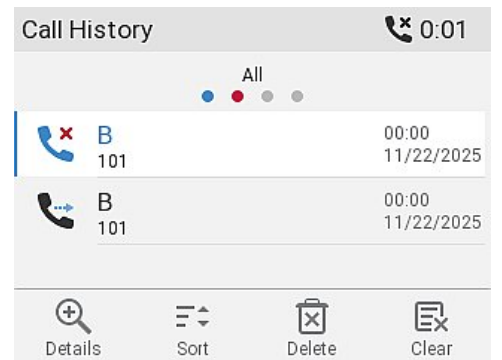 Call History 0:01
All
B 00:00
101 11/22/2025
B 00:00
101 11/22/2025
Details Sort Delete Clear